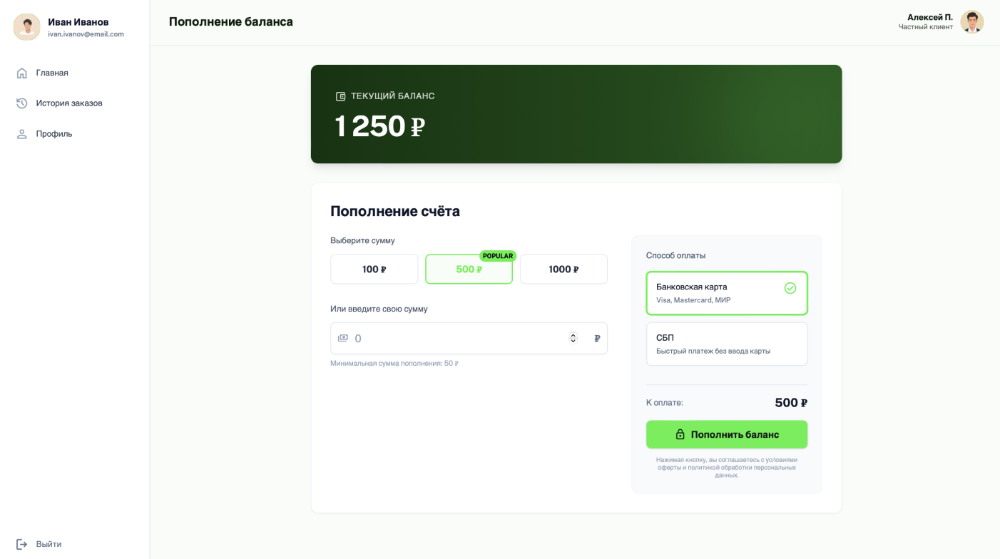 Иван Иванов
ivan.ivanov@email.com
Главная
История заказов
Профиль
Выйти
Пополнение баланса
Алексей П.
Частный клиент
ТЕКУЩИЙ БАЛАНС
1 250 ₽
Пополнение счёта
Выберите сумму
100 ₽
500 ₽
POPULAR
1000 ₽
Или введите свою сумму
0
₽
Минимальная сумма пополнения: 50 ₽
Способ оплаты
Банковская карта
Visa, Mastercard, МИР
СБП
Быстрый платеж без ввода карты
К оплате:
500 ₽
Пополнить баланс
Нажимая кнопку, вы соглашаетесь с условиями
оферты и политикой обработки персональных
данных.